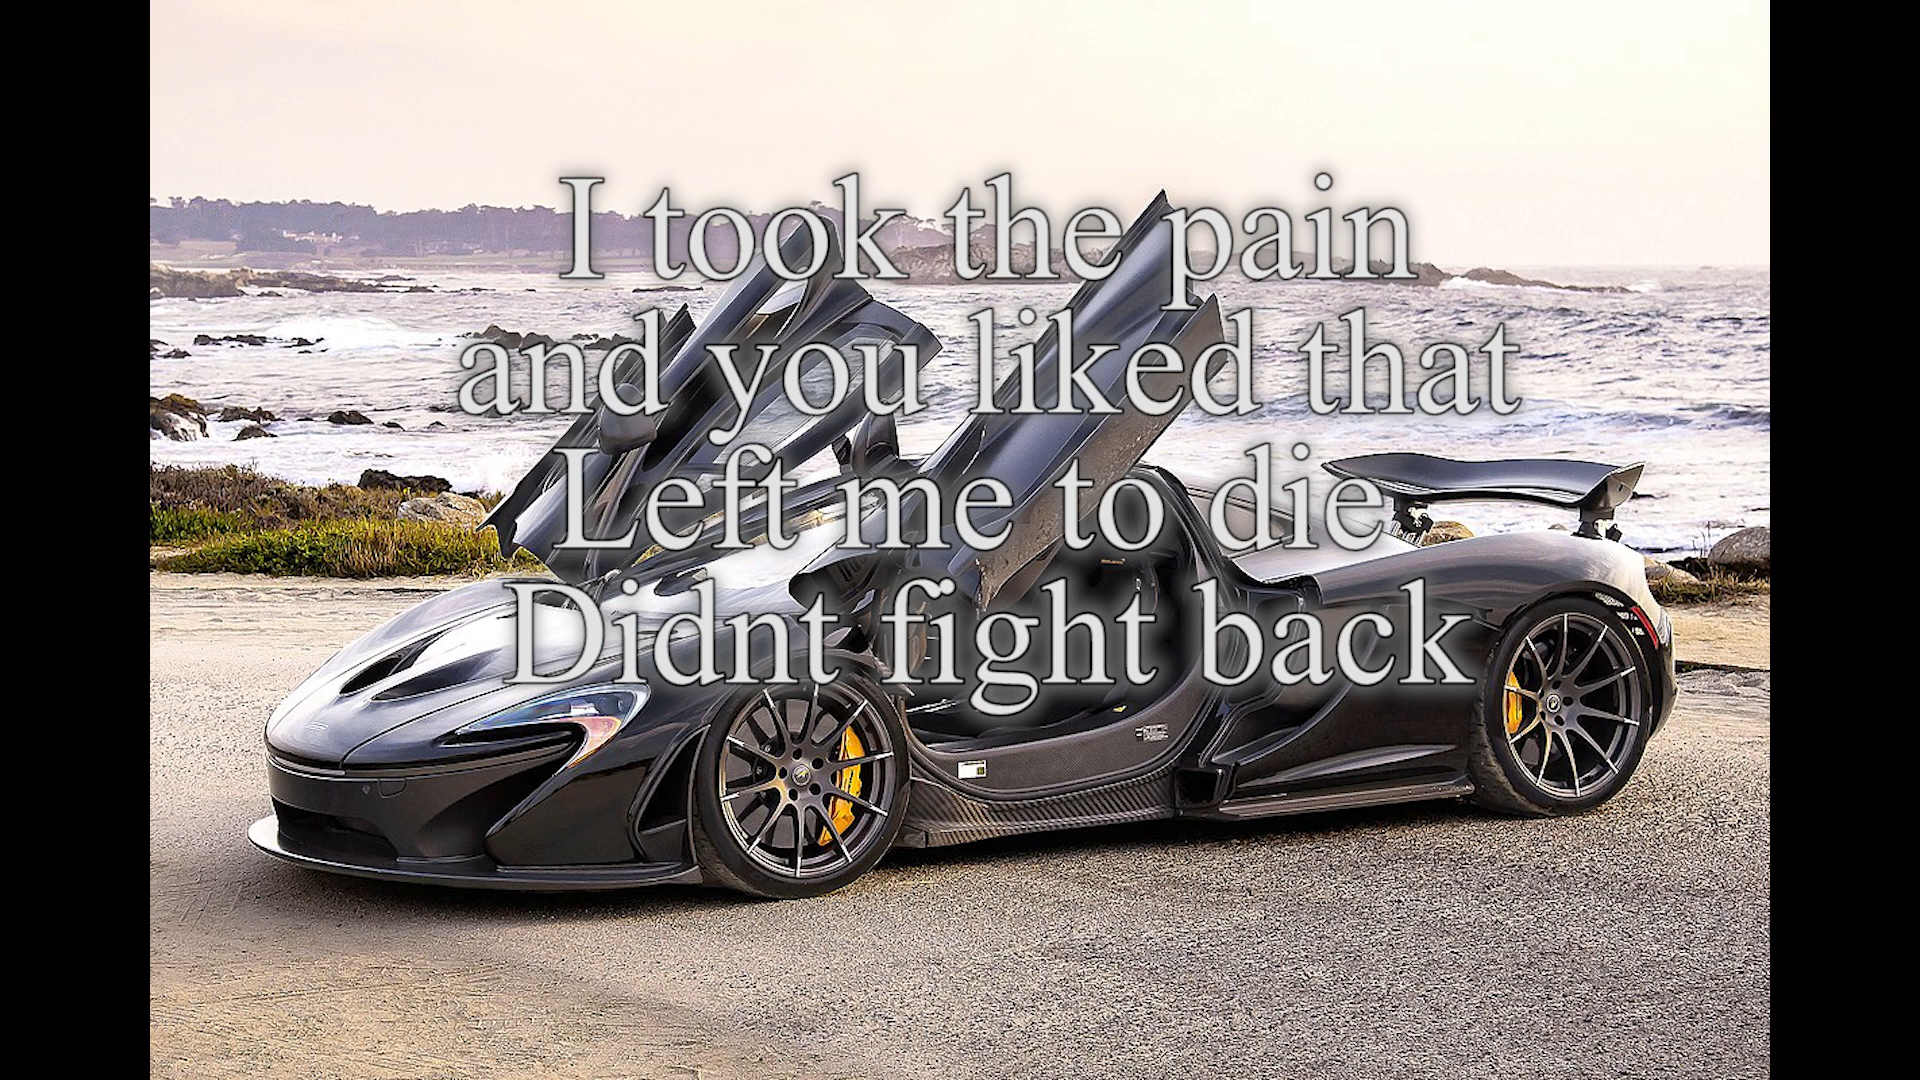 I took the pain
and you liked that
Left me to die
Didnt fight back